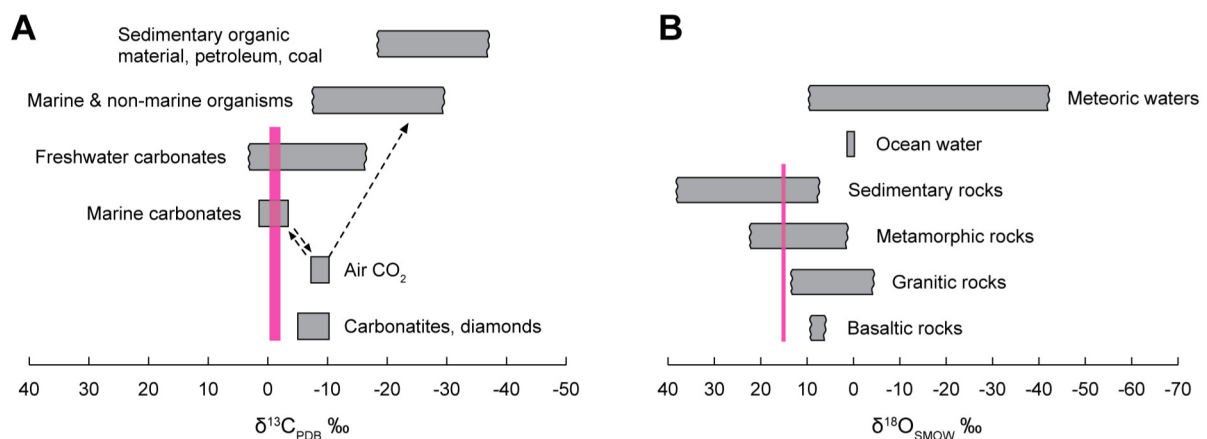 A
Sedimentary organic
material, petroleum, coal
Marine & non-marine organisms
Freshwater carbonates
Marine carbonates
Air CO₂
Carbonatites, diamonds
40 30 20 10 0 -10 -20 -30 -40 -50
δ¹³C_PDB ‰
B
Meteoric waters
Ocean water
Sedimentary rocks
Metamorphic rocks
Granitic rocks
Basaltic rocks
40 30 20 10 0 -10 -20 -30 -40 -50 -60 -70
δ¹⁸O_SMOW ‰